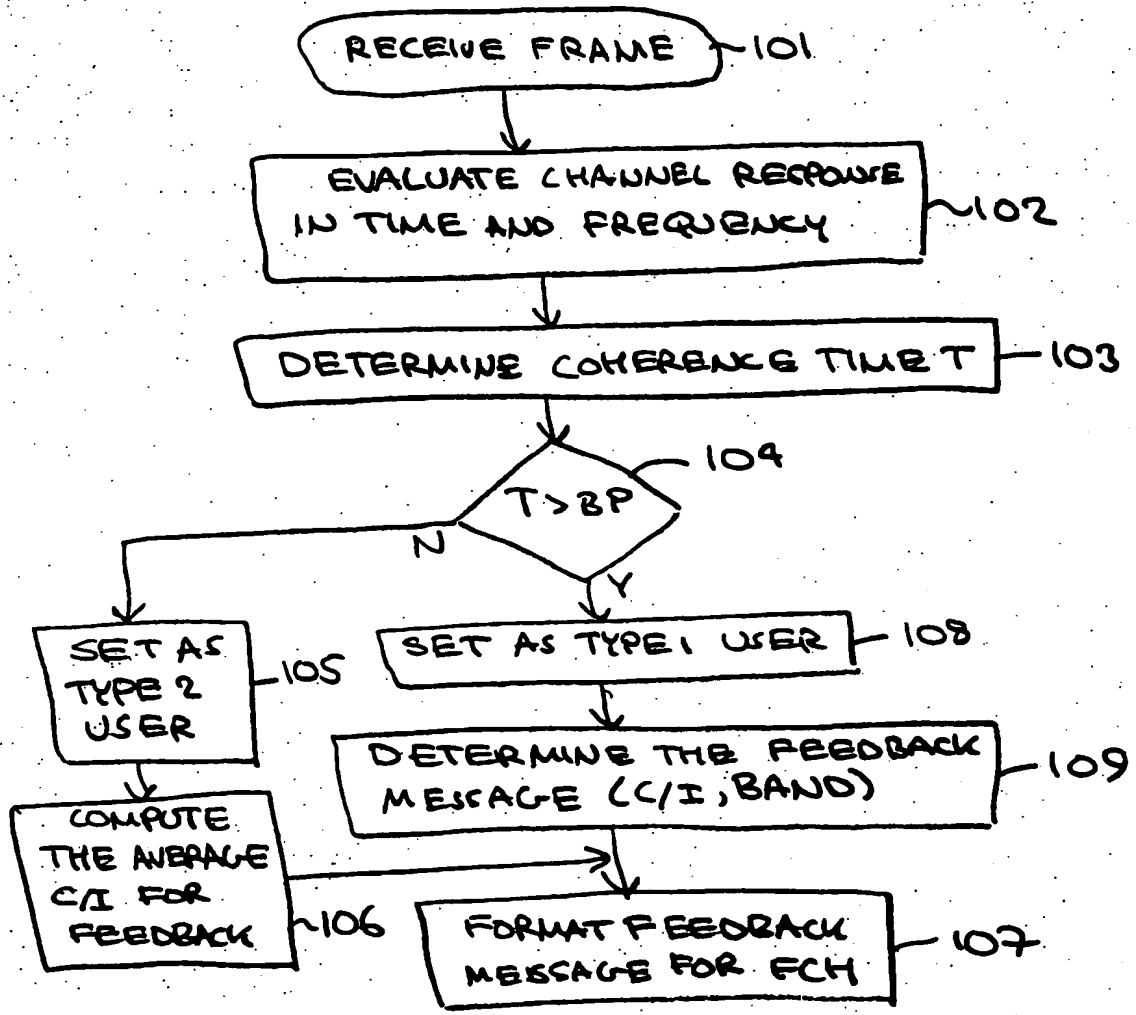 RECEIVE FRAME
101
EVALUATE CHANNEL RESPONSE
IN TIME AND FREQUENCY
102
DETERMINE COHERENCE TIME T
103
T>BP
104
N
Y
SET AS
TYPE 2
USER
105
SET AS TYPE 1 USER
108
COMPUTE
THE AVERAGE
C/I FOR
FEEDBACK
106
DETERMINE THE FEEDBACK
MESSAGE (C/I, BAND)
109
FORMAT FEEDBACK
MESSAGE FOR FCH
107